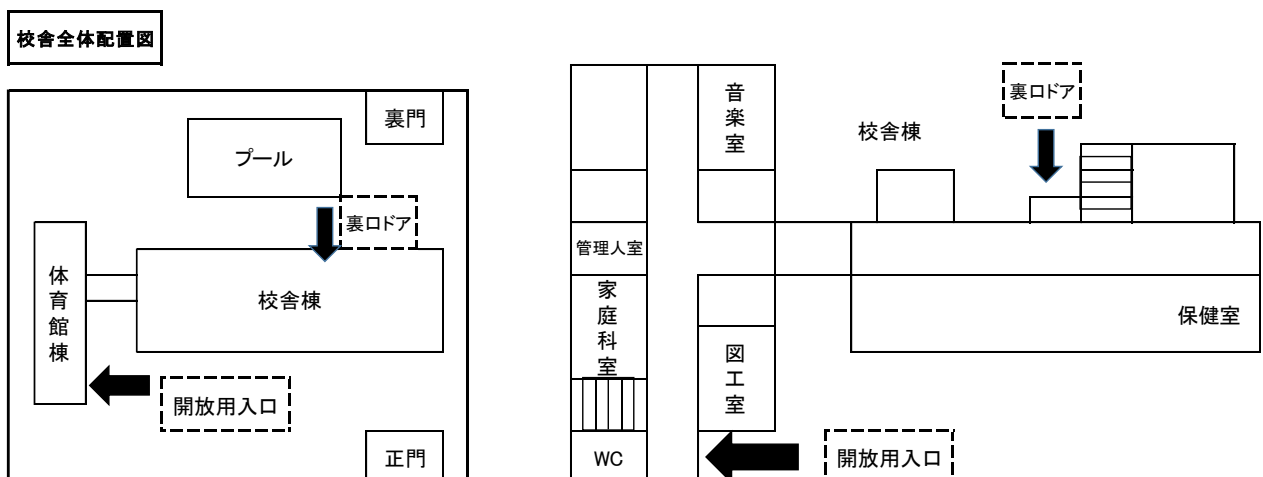 校舎全体配置図
裏門
プール
裏口ドア
体育館棟
校舎棟
開放用入口
正門
音楽室
校舎棟
裏口ドア
管理人室
家庭科室
図工室
保健室
WC
開放用入口